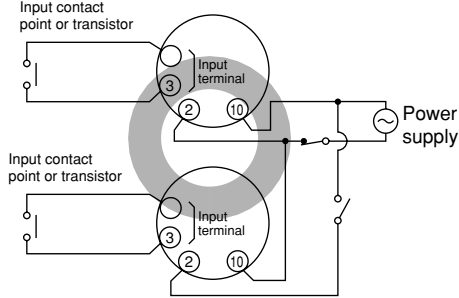 Input contact
point or transistor
Input
terminal
3
2
10
Power
supply
Input contact
point or transistor
Input
terminal
3
2
10